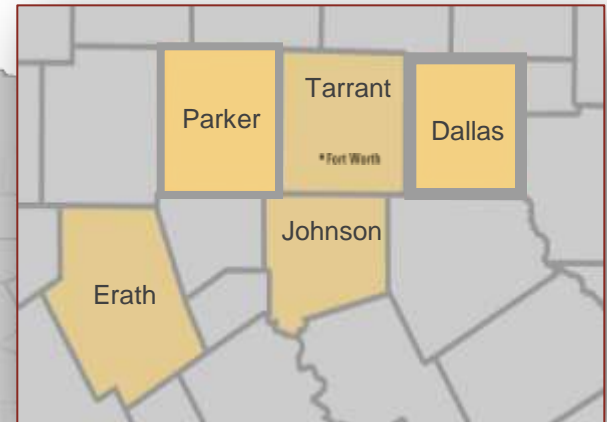 Tarrant
Parker
Dallas
*Fort Worth
Johnson
Erath